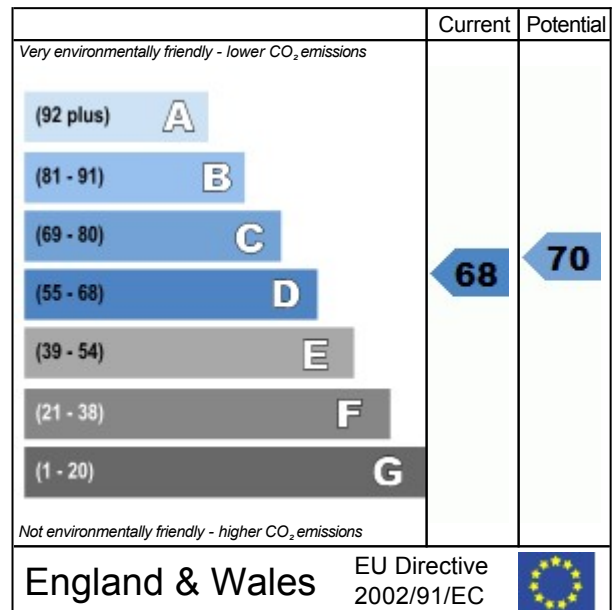 Current Potential
Very environmentally friendly - lower CO₂ emissions
(92 plus) A
(81 - 91) B
(69 - 80) C
(55 - 68) D
(39 - 54) E
(21 - 38) F
(1 - 20) G
68
70
Not environmentally friendly - higher CO₂ emissions
England & Wales
EU Directive
2002/91/EC